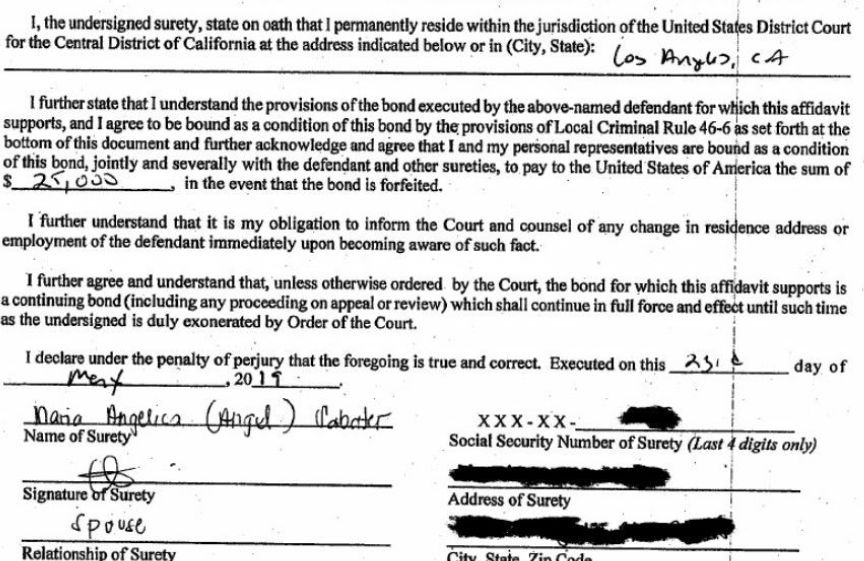 I, the undersigned surety, state on oath that I permanently reside within the jurisdiction of the United States District Court
for the Central District of California at the address indicated below or in (City, State):
CA
I further state that I understand the provisions of the bond executed by the above-named defendant for which this affidavit
supports, and I agree to be bound as a condition of this bond by the provisions of Local Criminal Rule 46-6 as set forth at the
bottom of this document and further acknowledge and agree that I and my personal representatives are bound as a condition
of this bond, jointly and severally with the defendant and other sureties, to pay to the United States of America the sum of
$ 25,000 , in the event that the bond is forfeited.
I further understand that it is my obligation to inform the Court and counsel of any change in residence address or
employment of the defendant immediately upon becoming aware of such fact.
I further agree and understand that, unless otherwise ordered by the Court, the bond for which this affidavit supports is
a continuing bond (including any proceeding on appeal or review) which shall continue in full force and effect until such time
as the undersigned is duly exonerated by Order of the Court.
I declare under the penalty of perjury that the foregoing is true and correct. Executed on this day of
, 2019 .
Angelica (Angel)
Name of Surety
XXX-XX-
Social Security Number of Surety (Last 4 digits only)
Signature of Surety
Address of Surety
Spouse
Relationship of Surety
City, State, Zip Code